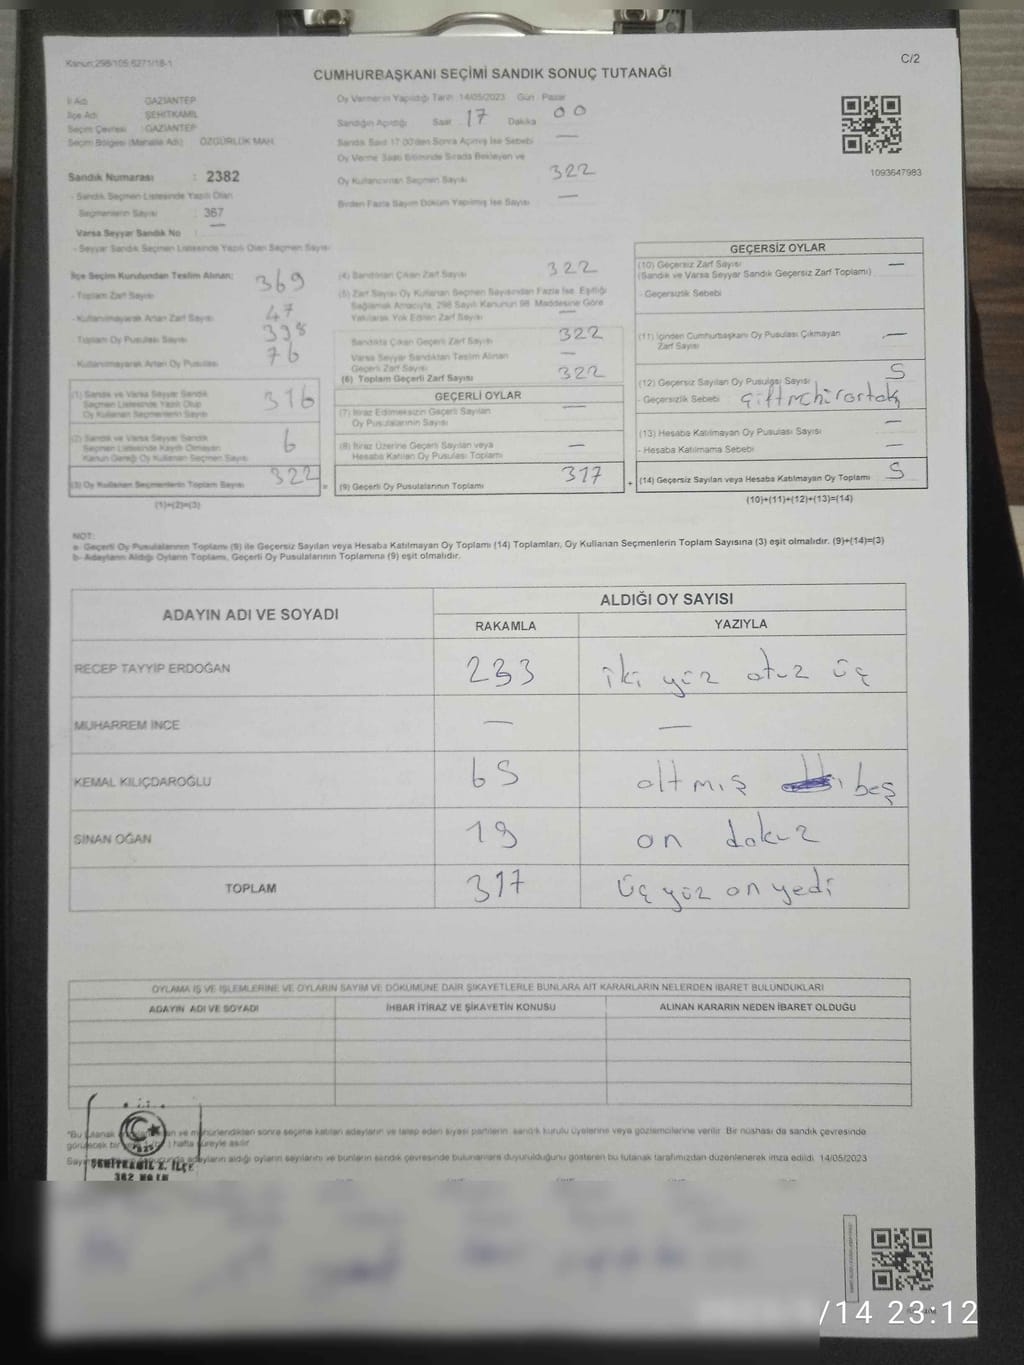 Kanun:298/105;6271/18-1
C/2
CUMHURBAŞKANI SEÇİMİ SANDIK SONUÇ TUTANAĞI
İl Adı : GAZİANTEP
İlçe Adı : ŞEHİTKAMİL
Seçim Çevresi : GAZİANTEP
Seçim Bölgesi (Mahalle Adı) : ÖZGÜRLÜK MAH.
Sandık Numarası : 2382
- Sandık Seçmen Listesinde Yazılı Olan
Seçmenlerin Sayısı : 367
Varsa Seyyar Sandık No : —
- Seyyar Sandık Seçmen Listesinde Yazılı Olan Seçmen Sayısı
Oy Vermenin Yapıldığı Tarih :14/05/2023 Gün : Pazar
Sandığın Açıldığı Saat : 17 Dakika 00
Sandık Saat 17:00'den Sonra Açılmış İse Sebebi —
Oy Verme Saati Bitiminde Sırada Bekleyen ve
Oy Kullandırılan Seçmen Sayısı 322
Birden Fazla Sayım Döküm Yapılmış İse Sayısı —
1093647983
İlçe Seçim Kurulundan Teslim Alınan;
- Toplam Zarf Sayısı 369
- Kullanılmayarak Artan Zarf Sayısı 47
- Toplam Oy Pusulası Sayısı 398
- Kullanılmayarak Artan Oy Pusulası 76
(1) Sandık ve Varsa Seyyar Sandık
Seçmen Listesinde Yazılı Olup
Oy Kullanan Seçmenlerin Sayısı 316
(2) Sandık ve Varsa Seyyar Sandık
Seçmen Listesinde Kayıtlı Olmayan
Kanun Gereği Oy Kullanan Seçmen Sayısı 6
(3) Oy Kullanan Seçmenlerin Toplam Sayısı 322
(1)+(2)=(3)
(4) Sandıktan Çıkan Zarf Sayısı 322
(5) Zarf Sayısı Oy Kullanan Seçmen Sayısından Fazla İse, Eşitliği
Sağlamak Amacıyla, 298 Sayılı Kanunun 98. Maddesine Göre
Yakılarak Yok Edilen Zarf Sayısı —
Sandıkta Çıkan Geçerli Zarf Sayısı 322
Varsa Seyyar Sandıktan Teslim Alınan
Geçerli Zarf Sayısı —
(6) Toplam Geçerli Zarf Sayısı 322
GEÇERLİ OYLAR
(7) İtiraz Edilmeksizin Geçerli Sayılan
Oy Pusulalarının Sayısı —
(8) İtiraz Üzerine Geçerli Sayılan veya
Hesaba Katılan Oy Pusulası Toplamı —
= (9) Geçerli Oy Pusulalarının Toplamı 317 +
GEÇERSİZ OYLAR
(10) Geçersiz Zarf Sayısı —
(Sandık ve Varsa Seyyar Sandık Geçersiz Zarf Toplamı)
- Geçersizlik Sebebi
(11) İçinden Cumhurbaşkanı Oy Pusulası Çıkmayan
Zarf Sayısı —
(12) Geçersiz Sayılan Oy Pusulası Sayısı 5
- Geçersizlik Sebebi
(13) Hesaba Katılmayan Oy Pusulası Sayısı —
- Hesaba Katılmama Sebebi —
(14) Geçersiz Sayılan veya Hesaba Katılmayan Oy Toplamı 5
(10)+(11)+(12)+(13)=(14)
NOT:
a- Geçerli Oy Pusulalarının Toplamı (9) ile Geçersiz Sayılan veya Hesaba Katılmayan Oy Toplamı (14) Toplamları, Oy Kullanan Seçmenlerin Toplam Sayısına (3) eşit olmalıdır. (9)+(14)=(3)
b- Adayların Aldığı Oyların Toplamı, Geçerli Oy Pusulalarının Toplamına (9) eşit olmalıdır.
ADAYIN ADI VE SOYADI
ALDIĞI OY SAYISI
RAKAMLA YAZIYLA
RECEP TAYYİP ERDOĞAN 233 iki yüz otuz üç
MUHARREM İNCE — —
KEMAL KILIÇDAROĞLU 65 altmış beş
SİNAN OĞAN 19 on dokuz
TOPLAM 317 üç yüz on yedi
OYLAMA İŞ VE İŞLEMLERİNE VE OYLARIN SAYIM VE DÖKÜMÜNE DAİR ŞİKAYETLERLE BUNLARA AİT KARARLARIN NELERDEN İBARET BULUNDUKLARI
ADAYIN ADI VE SOYADI İHBAR İTİRAZ VE ŞİKAYETİN KONUSU ALINAN KARARIN NEDEN İBARET OLDUĞU
*Bu tutanak ve mühürlendikten sonra seçime katılan adayların ve talep eden siyasi partilerin, sandık kurulu üyelerine veya gözlemcilerine verilir. Bir nüshası da sandık çevresinde
görülecek bir hafta süreyle asılır.
adayların aldığı oyların sayılarını ve bunların sandık çevresinde bulunanlara duyurulduğunu gösteren bu tutanak tarafımızdan düzenlenerek imza edildi. 14/05/2023
ŞEHİTKAMİL 2. İLÇE
/14 23:12